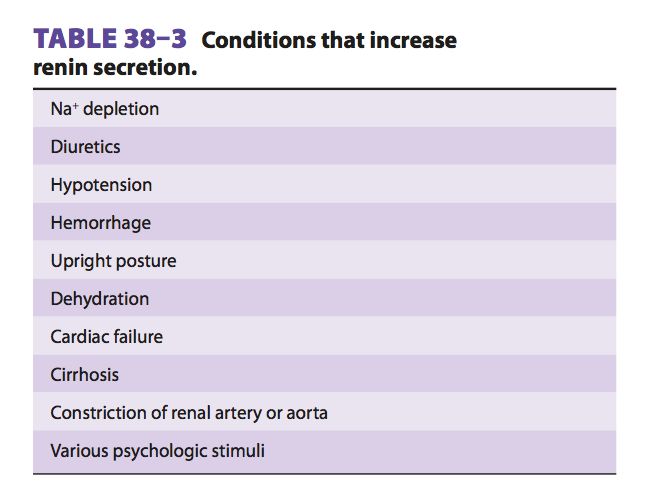 TABLE 38–3 Conditions that increase
renin secretion.
Na⁺ depletion
Diuretics
Hypotension
Hemorrhage
Upright posture
Dehydration
Cardiac failure
Cirrhosis
Constriction of renal artery or aorta
Various psychologic stimuli